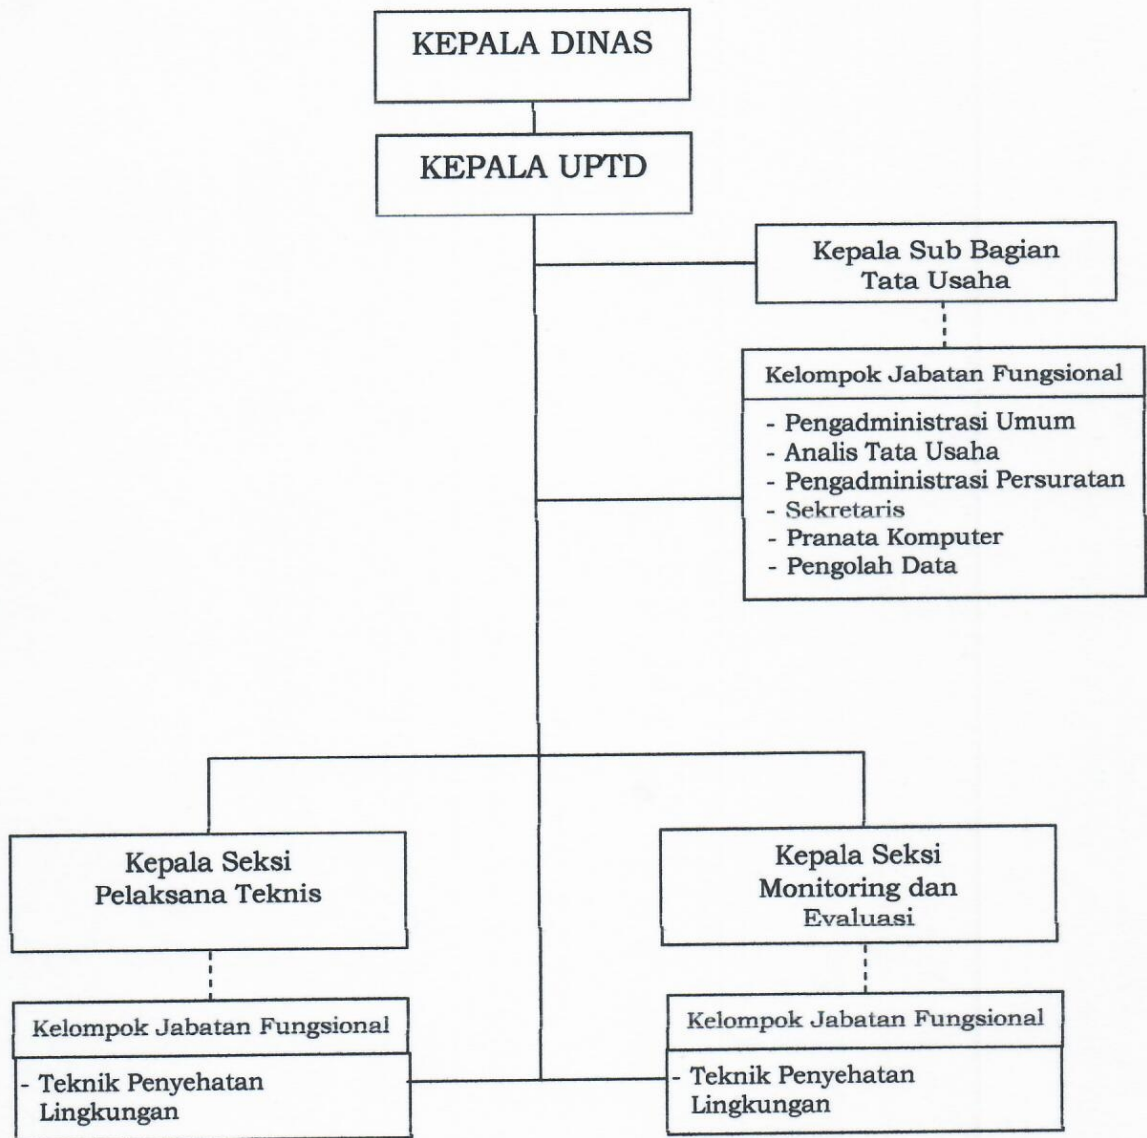 KEPALA DINAS
KEPALA UPTD
Kepala Sub Bagian
Tata Usaha
Kelompok Jabatan Fungsional
- Pengadministrasi Umum
- Analis Tata Usaha
- Pengadministrasi Persuratan
- Sekretaris
- Pranata Komputer
- Pengolah Data
Kepala Seksi
Pelaksana Teknis
Kelompok Jabatan Fungsional
- Teknik Penyehatan
Lingkungan
Kepala Seksi
Monitoring dan
Evaluasi
Kelompok Jabatan Fungsional
- Teknik Penyehatan
Lingkungan